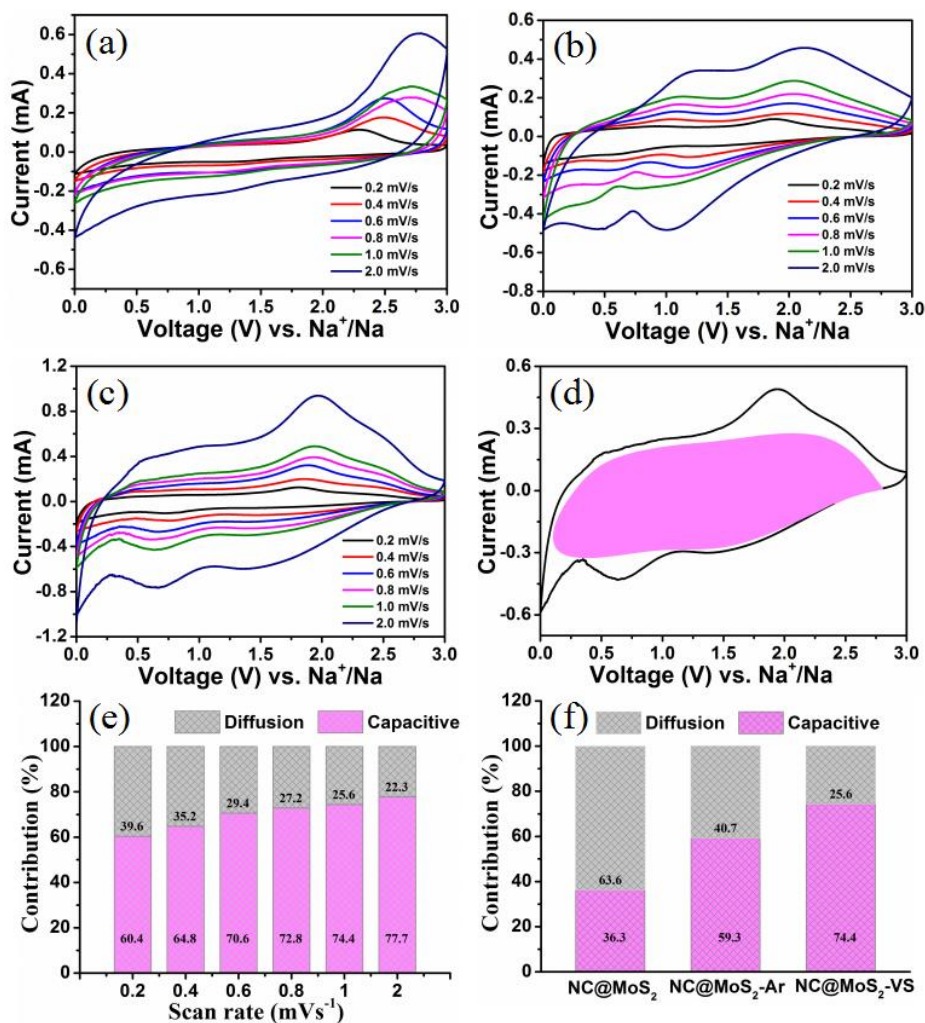 (a)
Current (mA)
0.6
0.4
0.2
0.0
-0.2
-0.4
-0.6
0.2 mV/s
0.4 mV/s
0.6 mV/s
0.8 mV/s
1.0 mV/s
2.0 mV/s
0.0 0.5 1.0 1.5 2.0 2.5 3.0
Voltage (V) vs. Na⁺/Na
(b)
Current (mA)
0.8
0.4
0.0
-0.4
-0.8
0.2 mV/s
0.4 mV/s
0.6 mV/s
0.8 mV/s
1.0 mV/s
2.0 mV/s
0.0 0.5 1.0 1.5 2.0 2.5 3.0
Voltage (V) vs. Na⁺/Na
(c)
Current (mA)
1.2
0.8
0.4
0.0
-0.4
-0.8
-1.2
0.2 mV/s
0.4 mV/s
0.6 mV/s
0.8 mV/s
1.0 mV/s
2.0 mV/s
0.0 0.5 1.0 1.5 2.0 2.5 3.0
Voltage (V) vs. Na⁺/Na
(d)
Current (mA)
0.6
0.3
0.0
-0.3
-0.6
0.0 0.5 1.0 1.5 2.0 2.5 3.0
Voltage (V) vs. Na⁺/Na
(e)
Diffusion Capacitive
Contribution (%)
120
100
80
60
40
20
0
39.6 35.2 29.4 27.2 25.6 22.3
60.4 64.8 70.6 72.8 74.4 77.7
0.2 0.4 0.6 0.8 1 2
Scan rate (mVs⁻¹)
(f)
Diffusion Capacitive
Contribution (%)
120
100
80
60
40
20
0
63.6 40.7 25.6
36.3 59.3 74.4
NC@MoS₂ NC@MoS₂-Ar NC@MoS₂-VS